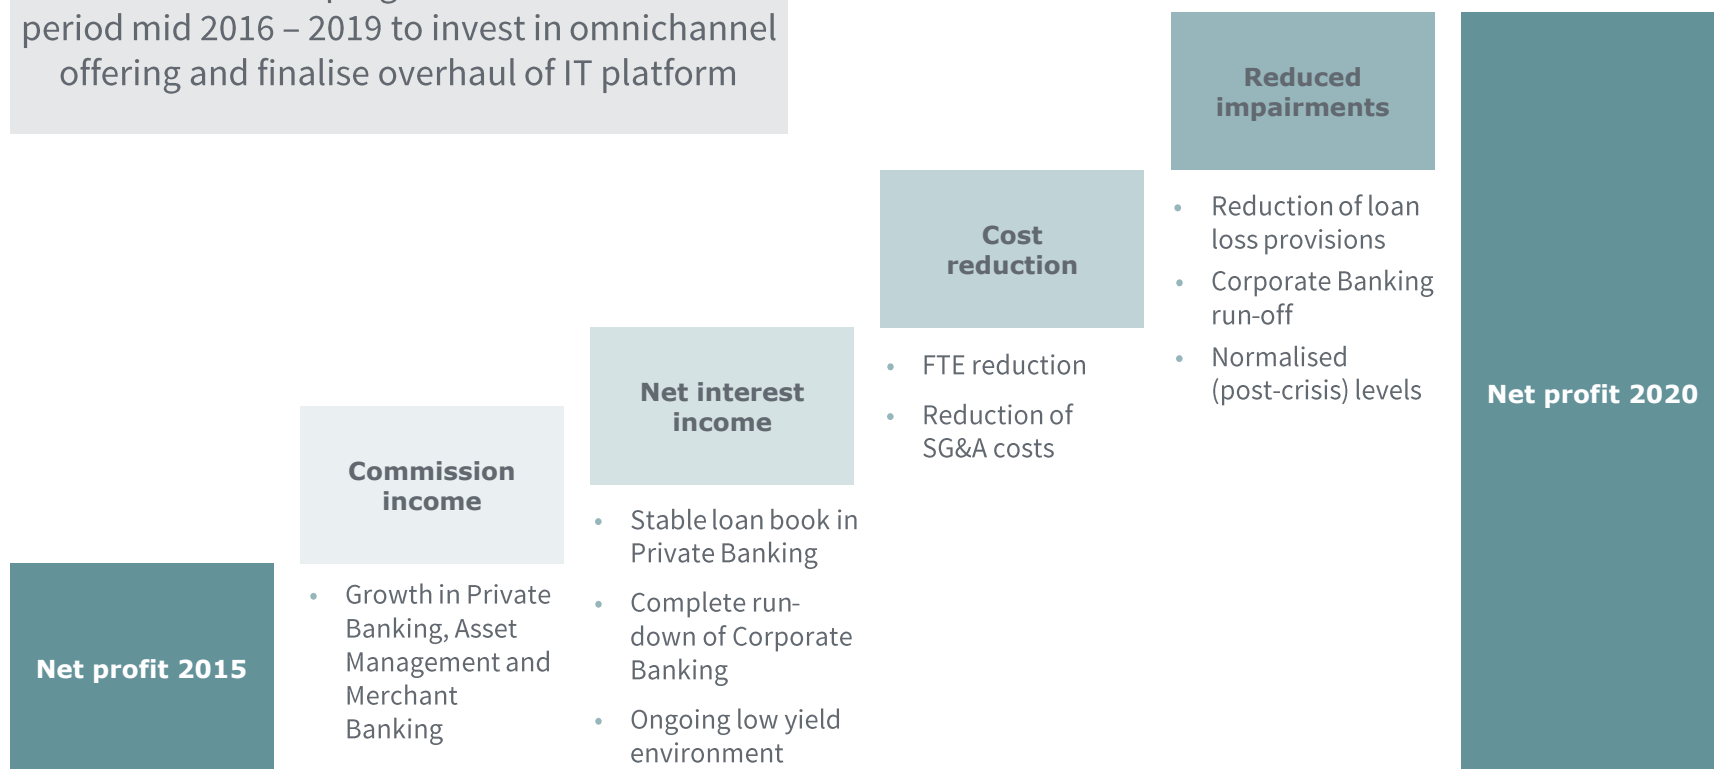 period mid 2016 – 2019 to invest in omnichannel
offering and finalise overhaul of IT platform
Reduced
impairments
• Reduction of loan
loss provisions
• Corporate Banking
run-off
• Normalised
(post-crisis) levels
Cost
reduction
• FTE reduction
• Reduction of
SG&A costs
Net interest
income
• Stable loan book in
Private Banking
• Complete run-
down of Corporate
Banking
• Ongoing low yield
environment
Commission
income
• Growth in Private
Banking, Asset
Management and
Merchant
Banking
Net profit 2015
Net profit 2020